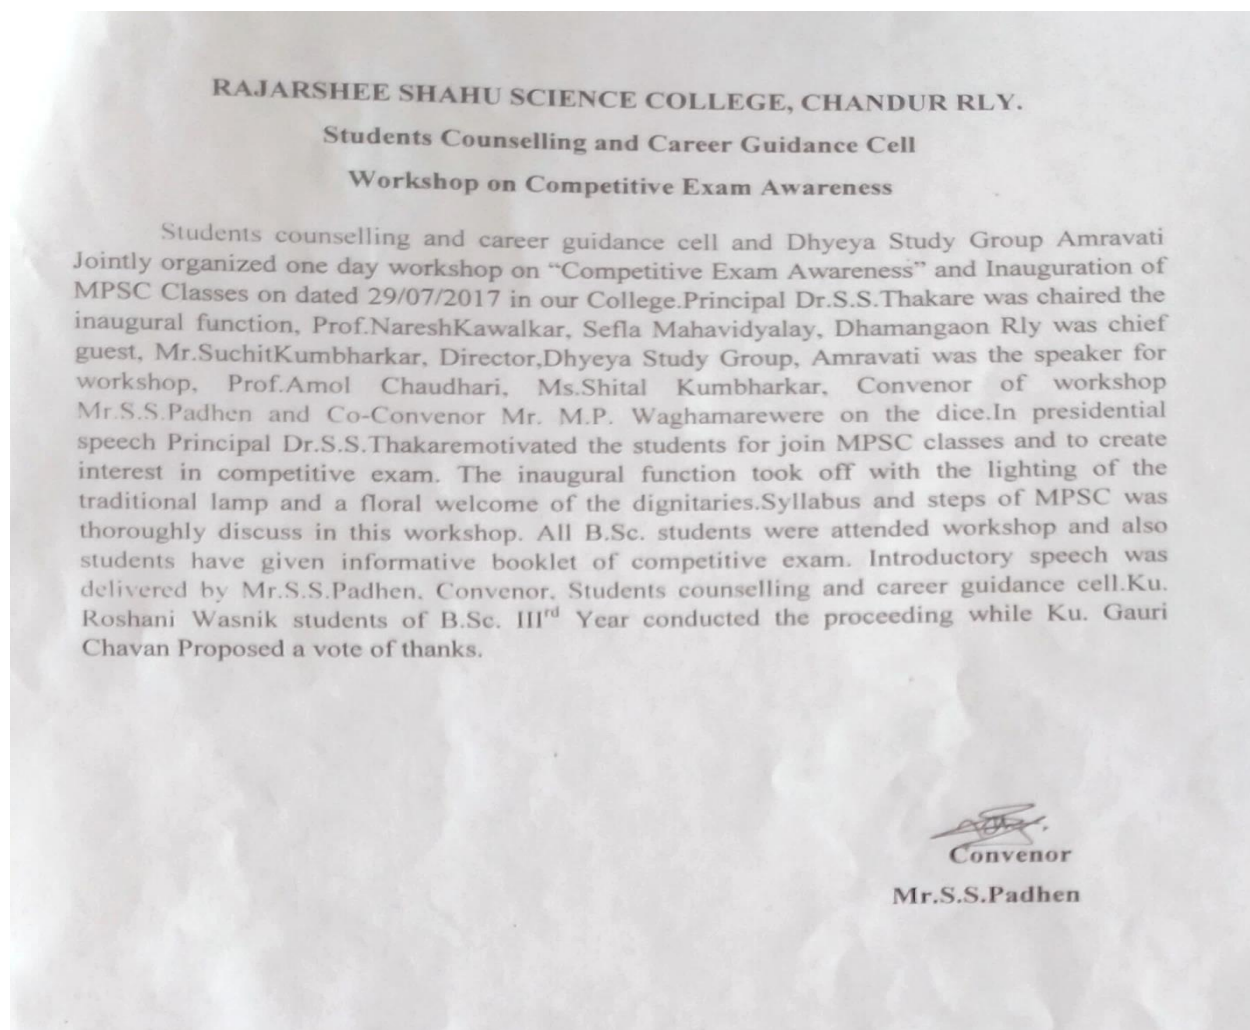 RAJARSHEE SHAHU SCIENCE COLLEGE, CHANDUR RLY.
Students Counselling and Career Guidance Cell
Workshop on Competitive Exam Awareness
Students counselling and career guidance cell and Dhyeya Study Group Amravati
Jointly organized one day workshop on “Competitive Exam Awareness” and Inauguration of
MPSC Classes on dated 29/07/2017 in our College.Principal Dr.S.S.Thakare was chaired the
inaugural function, Prof.NareshKawalkar, Sefla Mahavidyalay, Dhamangaon Rly was chief
guest, Mr.SuchitKumbharkar, Director,Dhyeya Study Group, Amravati was the speaker for
workshop, Prof.Amol Chaudhari, Ms.Shital Kumbharkar, Convenor of workshop
Mr.S.S.Padhen and Co-Convenor Mr. M.P. Waghamarewere on the dice.In presidential
speech Principal Dr.S.S.Thakaremotivated the students for join MPSC classes and to create
interest in competitive exam. The inaugural function took off with the lighting of the
traditional lamp and a floral welcome of the dignitaries.Syllabus and steps of MPSC was
thoroughly discuss in this workshop. All B.Sc. students were attended workshop and also
students have given informative booklet of competitive exam. Introductory speech was
delivered by Mr.S.S.Padhen, Convenor, Students counselling and career guidance cell.Ku.
Roshani Wasnik students of B.Sc. IIIrd Year conducted the proceeding while Ku. Gauri
Chavan Proposed a vote of thanks.
Convenor
Mr.S.S.Padhen